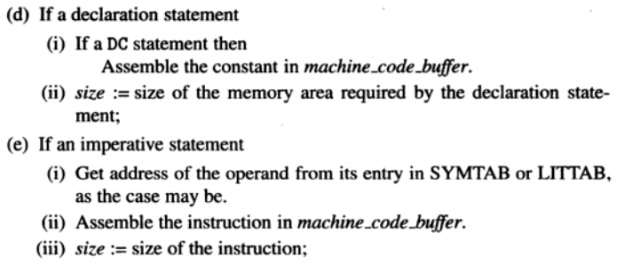 (d) If a declaration statement
(i) If a DC statement then
Assemble the constant in machine_code_buffer.
(ii) size := size of the memory area required by the declaration state-
ment;
(e) If an imperative statement
(i) Get address of the operand from its entry in SYMTAB or LITTAB,
as the case may be.
(ii) Assemble the instruction in machine_code_buffer.
(iii) size := size of the instruction;